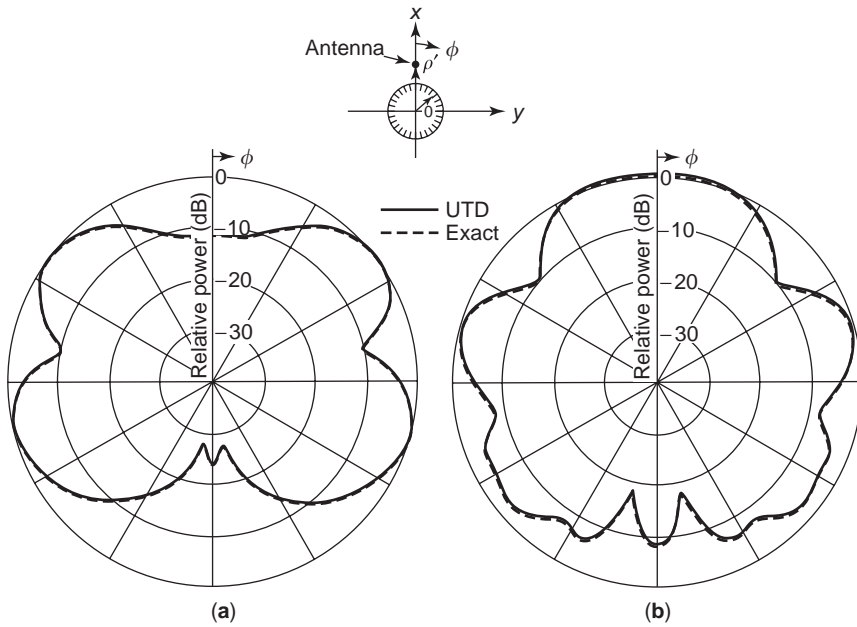 x
Antenna
ρ′
ϕ
0
y
ϕ
0
−10
−20
−30
Relative power (dB)
UTD
Exact
ϕ
0
−10
−20
−30
Relative power (dB)
(a)
(b)